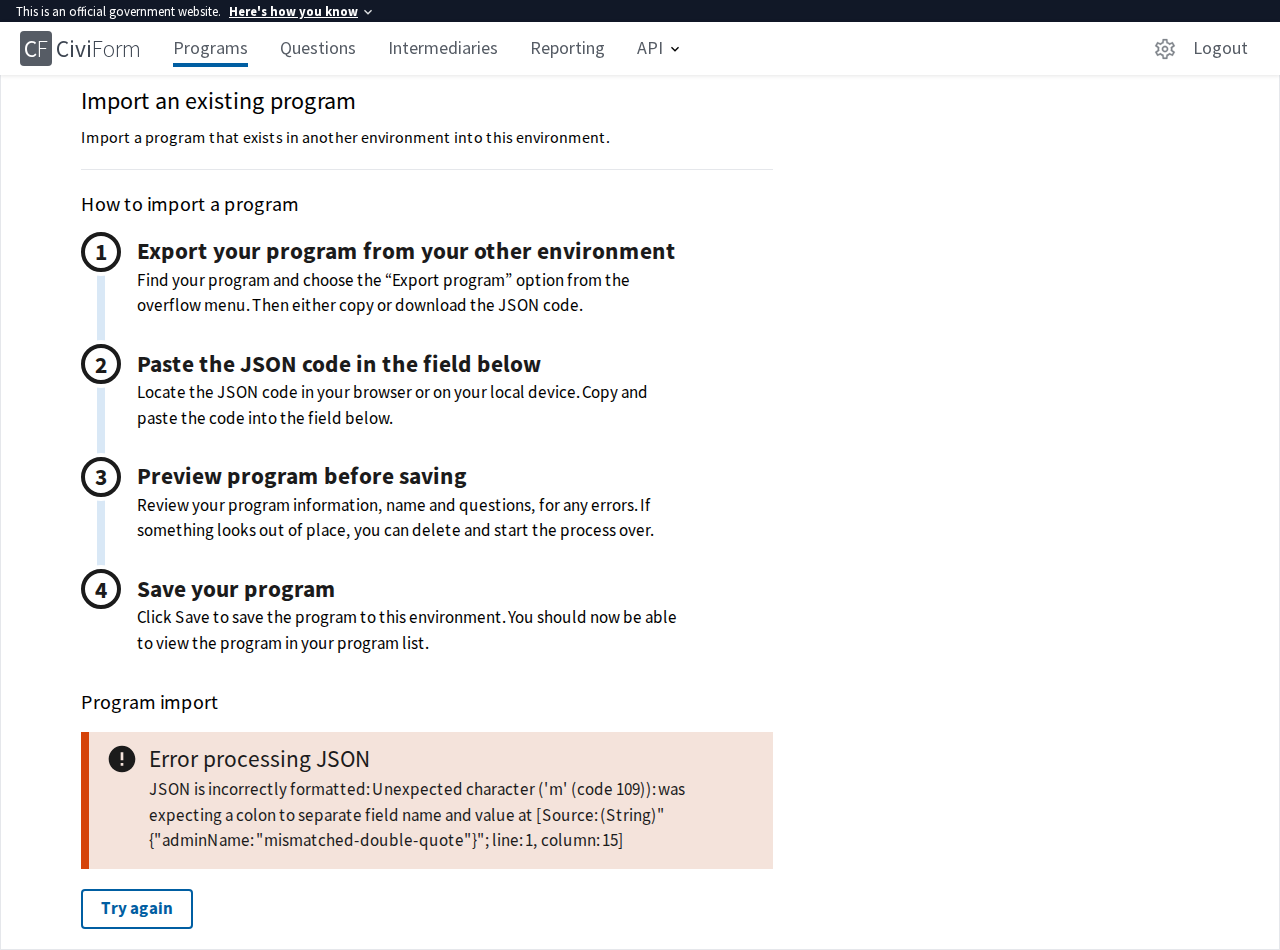 This is an official government website. Here's how you know
CF CiviForm Programs Questions Intermediaries Reporting API Logout
Import an existing program
Import a program that exists in another environment into this environment.
How to import a program
1 Export your program from your other environment
Find your program and choose the “Export program” option from the
overflow menu. Then either copy or download the JSON code.
2 Paste the JSON code in the field below
Locate the JSON code in your browser or on your local device. Copy and
paste the code into the field below.
3 Preview program before saving
Review your program information, name and questions, for any errors. If
something looks out of place, you can delete and start the process over.
4 Save your program
Click Save to save the program to this environment. You should now be able
to view the program in your program list.
Program import
Error processing JSON
JSON is incorrectly formatted: Unexpected character ('m' (code 109)): was
expecting a colon to separate field name and value at [Source: (String)"
{"adminName: "mismatched-double-quote"}"; line: 1, column: 15]
Try again